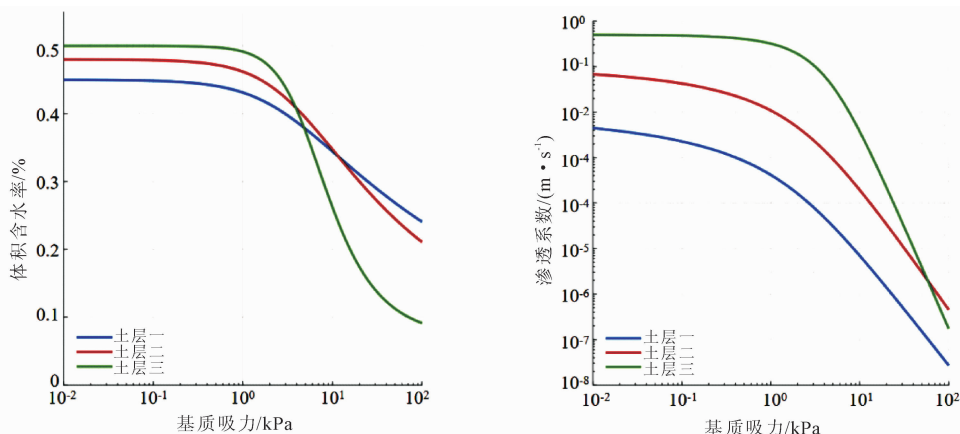 体积含水率/%
0.5
0.4
0.3
0.2
0.1
0
土层一
土层二
土层三
10⁻² 10⁻¹ 10⁰ 10¹ 10²
基质吸力/kPa
渗透系数/(m·s⁻¹)
10⁰
10⁻¹
10⁻²
10⁻⁴
10⁻⁴
10⁻⁵
10⁻⁶
10⁻⁷
10⁻⁸
土层一
土层二
土层三
10⁻² 10⁻¹ 10⁰ 10¹ 10²
基质吸力/kPa